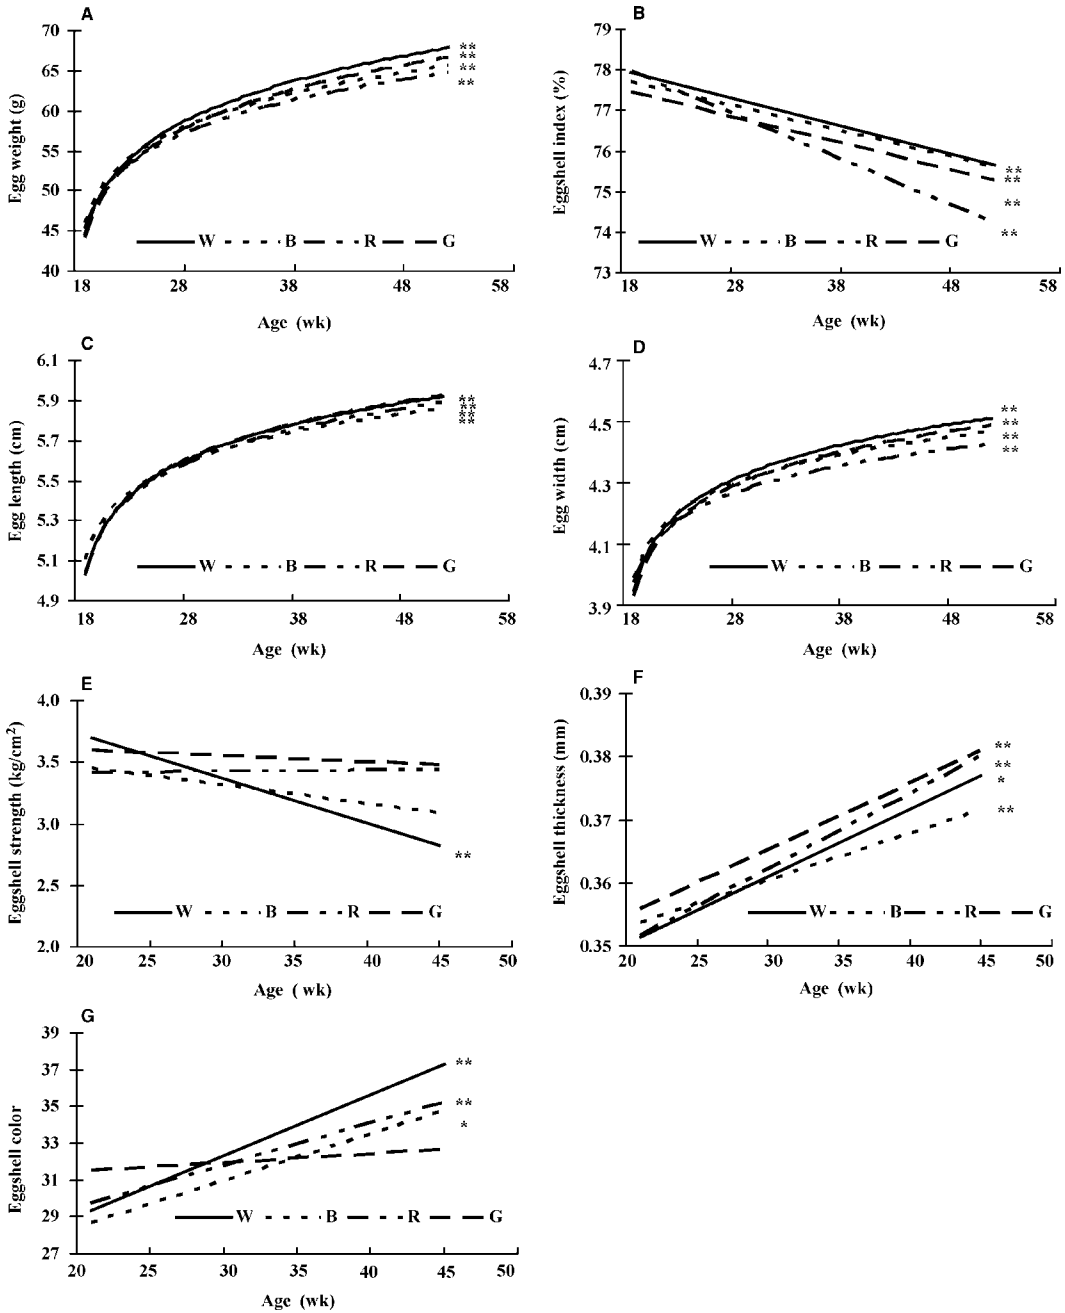 A
Egg weight (g)
70
65
60
55
50
45
40
**
**
**
**
W B R G
18 28 38 48 58
Age (wk)
B
Eggshell index (%)
79
78
77
76
75
74
73
**
**
**
**
W B R G
18 28 38 48 58
Age (wk)
C
Egg length (cm)
6.1
5.9
5.7
5.5
5.3
5.1
4.9
**
**
**
**
W B R G
18 28 38 48 58
Age (wk)
D
Egg width (cm)
4.7
4.5
4.3
4.1
3.9
**
**
**
**
W B R G
18 28 38 48 58
Age (wk)
E
Eggshell strength (kg/cm²)
4.0
3.5
3.0
2.5
2.0
**
W B R G
20 25 30 35 40 45 50
Age ( wk)
F
Eggshell thickness (mm)
0.39
0.38
0.37
0.36
0.35
**
**
*
**
W B R G
20 25 30 35 40 45 50
Age (wk)
G
Eggshell color
39
37
35
33
31
29
27
**
**
*
W B R G
20 25 30 35 40 45 50
Age (wk)